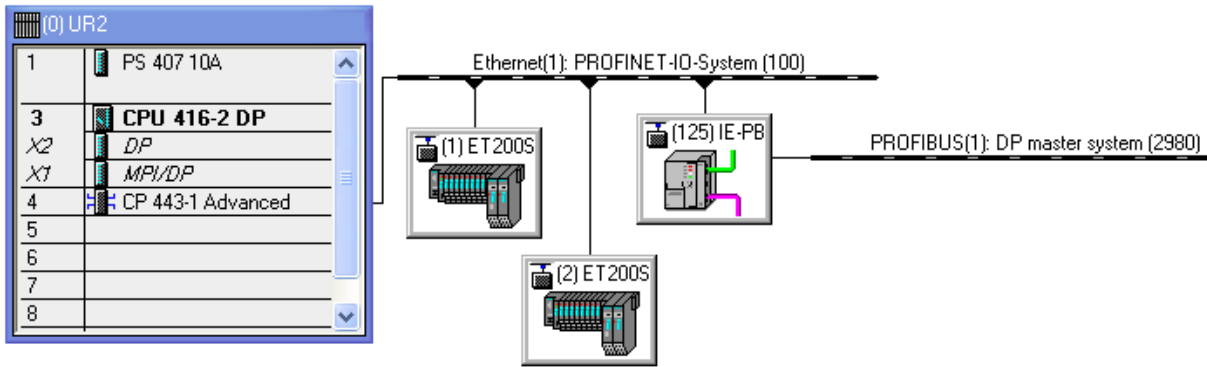 (0) UR2
1 PS 407 10A
3 CPU 416-2 DP
X2 DP
X1 MPI/DP
4 CP 443-1 Advanced
5
6
7
8
Ethernet(1): PROFINET-IO-System (100)
(1) ET200S
(125) IE-PB
PROFIBUS(1): DP master system (2980)
(2) ET200S